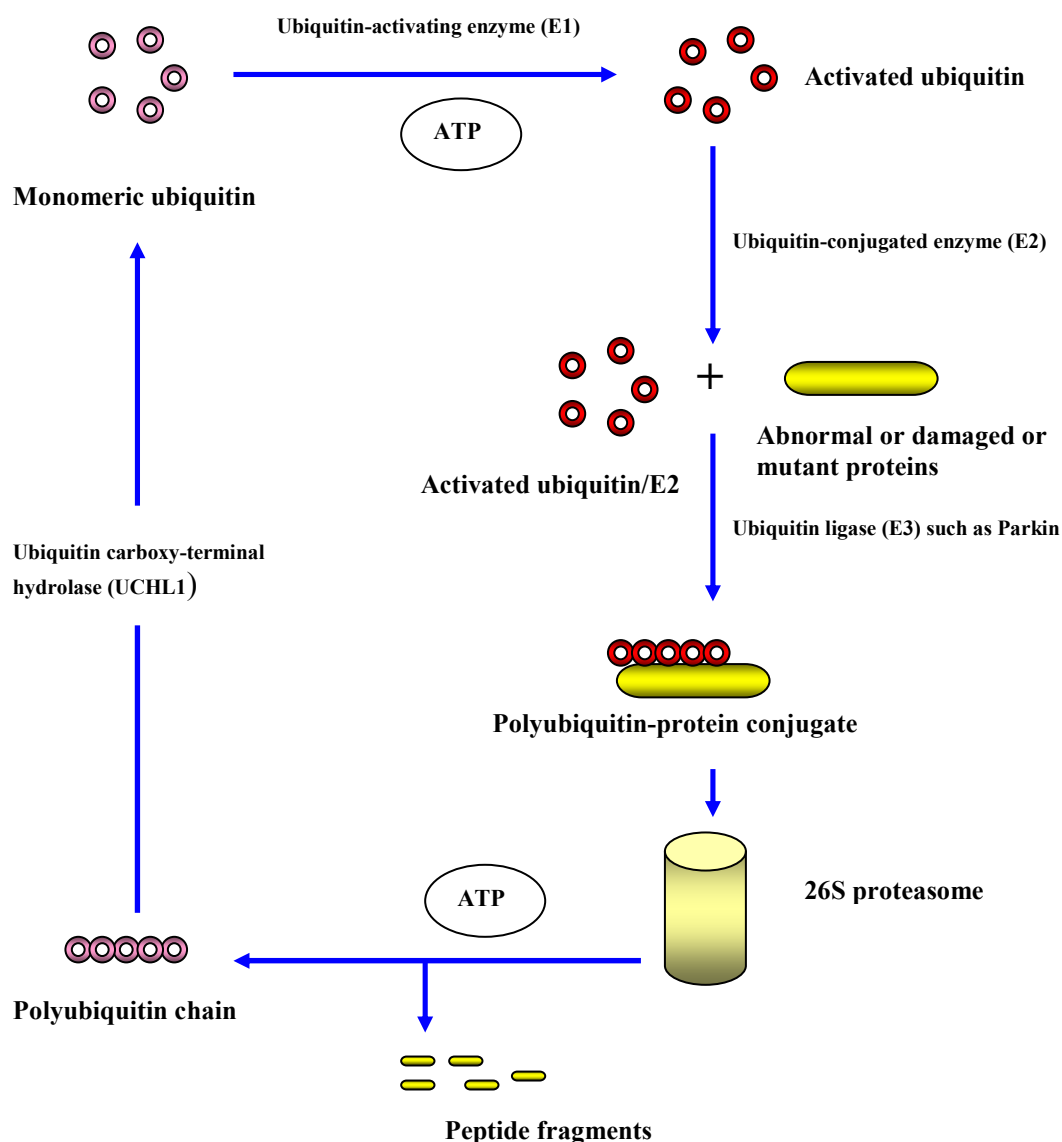 Ubiquitin-activating enzyme (E1)
Activated ubiquitin
ATP
Monomeric ubiquitin
Ubiquitin-conjugated enzyme (E2)
+
Abnormal or damaged or
mutant proteins
Activated ubiquitin/E2
Ubiquitin ligase (E3) such as Parkin
Ubiquitin carboxy-terminal
hydrolase (UCHL1)
Polyubiquitin-protein conjugate
26S proteasome
ATP
Polyubiquitin chain
Peptide fragments